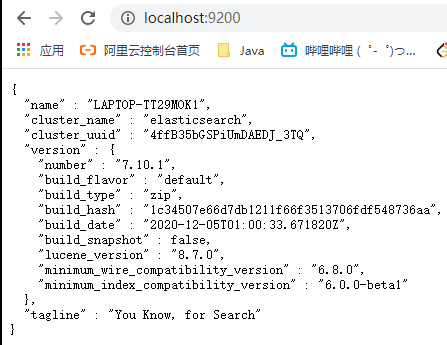 localhost:9200
应用 阿里云控制台首页 Java 哔哩哔哩 ( ゜- ゜)つ...
{
"name" : "LAPTOP-TT29MOK1",
"cluster_name" : "elasticsearch",
"cluster_uuid" : "4ffB35bGSPiUmDAEDJ_3TQ",
"version" : {
"number" : "7.10.1",
"build_flavor" : "default",
"build_type" : "zip",
"build_hash" : "1c34507e66d7db1211f66f3513706fdf548736aa",
"build_date" : "2020-12-05T01:00:33.671820Z",
"build_snapshot" : false,
"lucene_version" : "8.7.0",
"minimum_wire_compatibility_version" : "6.8.0",
"minimum_index_compatibility_version" : "6.0.0-beta1"
},
"tagline" : "You Know, for Search"
}